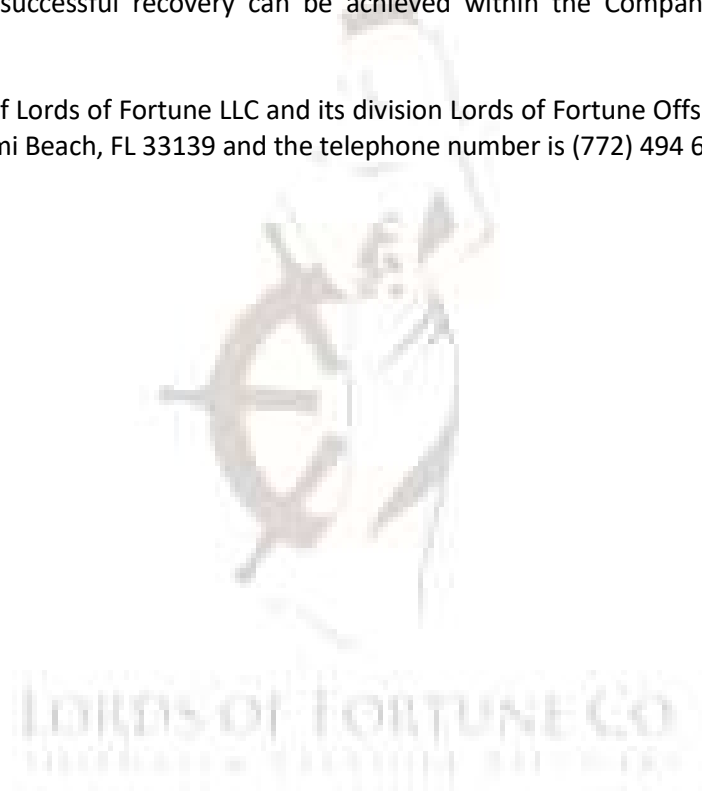 successful recovery can be achieved within the Compan
f Lords of Fortune LLC and its division Lords of Fortune Offs
mi Beach, FL 33139 and the telephone number is (772) 494 6
LORDS OF FORTUNE CO